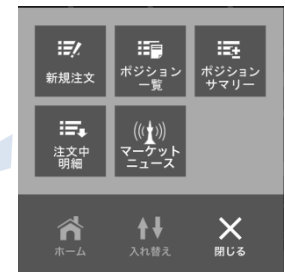 新規注文
ポジション
一覧
ポジション
サマリー
注文中
明細
マーケット
ニュース
ホーム
入れ替え
閉じる